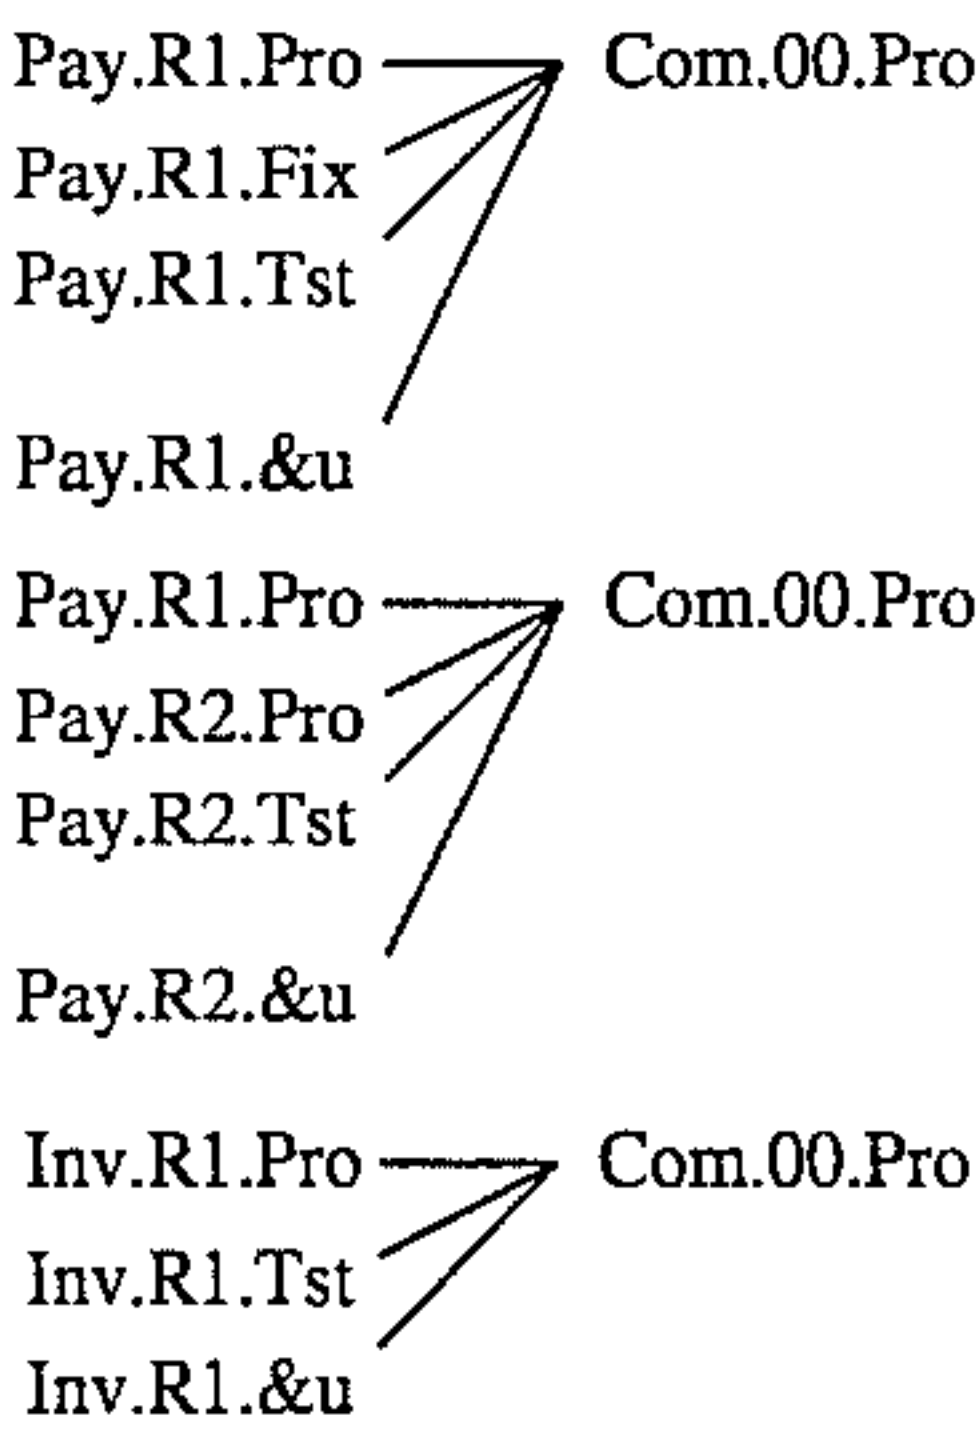 Pay.R1.Pro Com.00.Pro
Pay.R1.Fix
Pay.R1.Tst
Pay.R1.&u
Pay.R1.Pro Com.00.Pro
Pay.R2.Pro
Pay.R2.Tst
Pay.R2.&u
Inv.R1.Pro Com.00.Pro
Inv.R1.Tst
Inv.R1.&u